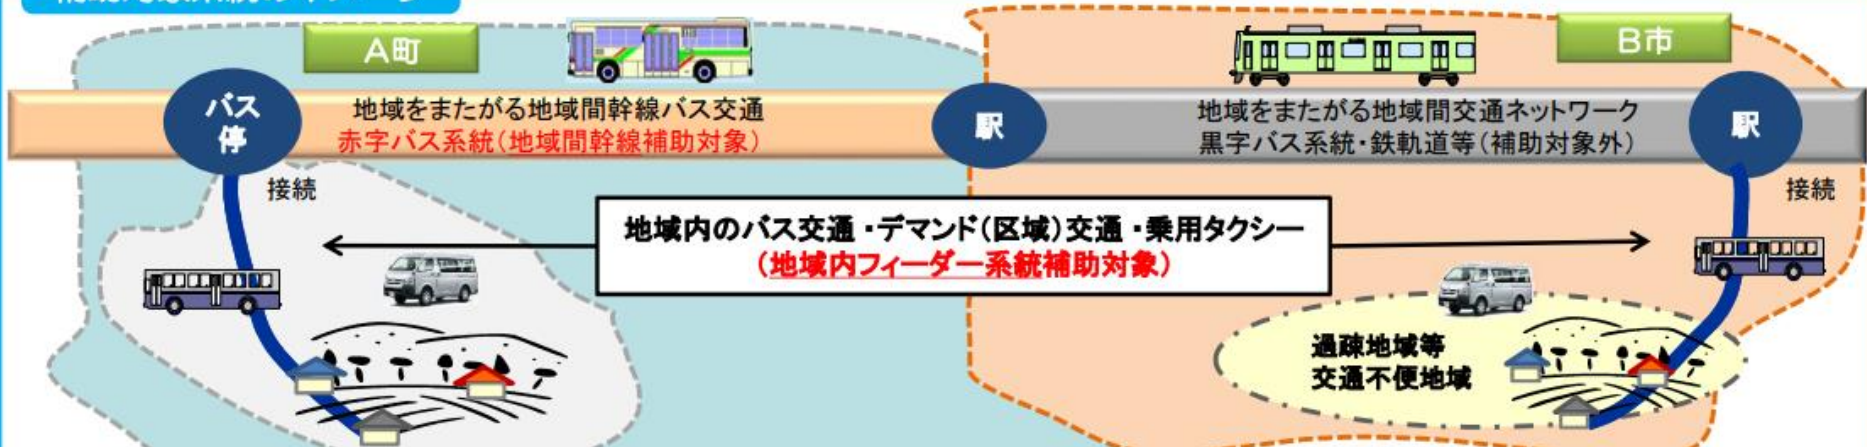 A町
B市
バス
停
地域をまたがる地域間幹線バス交通
赤字バス系統(地域間幹線補助対象)
駅
地域をまたがる地域間交通ネットワーク
黒字バス系統・鉄軌道等(補助対象外)
駅
接続
接続
地域内のバス交通・デマンド(区域)交通・乗用タクシー
(地域内フィーダー系統補助対象)
過疎地域等
交通不便地域